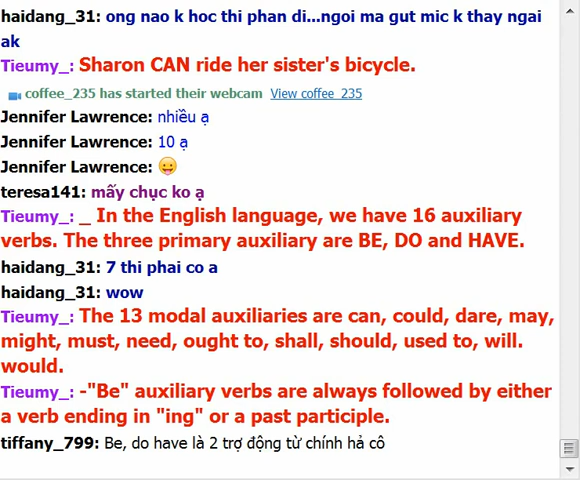 haidang_31: ong nao k hoc thi phan di...ngoi ma gut mic k thay ngai
ak
Tieumy_: Sharon CAN ride her sister's bicycle.
coffee_235 has started their webcam View coffee_235
Jennifer Lawrence: nhiều ạ
Jennifer Lawrence: 10 ạ
Jennifer Lawrence: 😛
teresa141: mấy chục ko ạ
Tieumy_: _ In the English language, we have 16 auxiliary
verbs. The three primary auxiliary are BE, DO and HAVE.
haidang_31: 7 thi phai co a
haidang_31: wow
Tieumy_: The 13 modal auxiliaries are can, could, dare, may,
might, must, need, ought to, shall, should, used to, will.
would.
Tieumy_: -"Be" auxiliary verbs are always followed by either
a verb ending in "ing" or a past participle.
tiffany_799: Be, do have là 2 trợ động từ chính hả cô